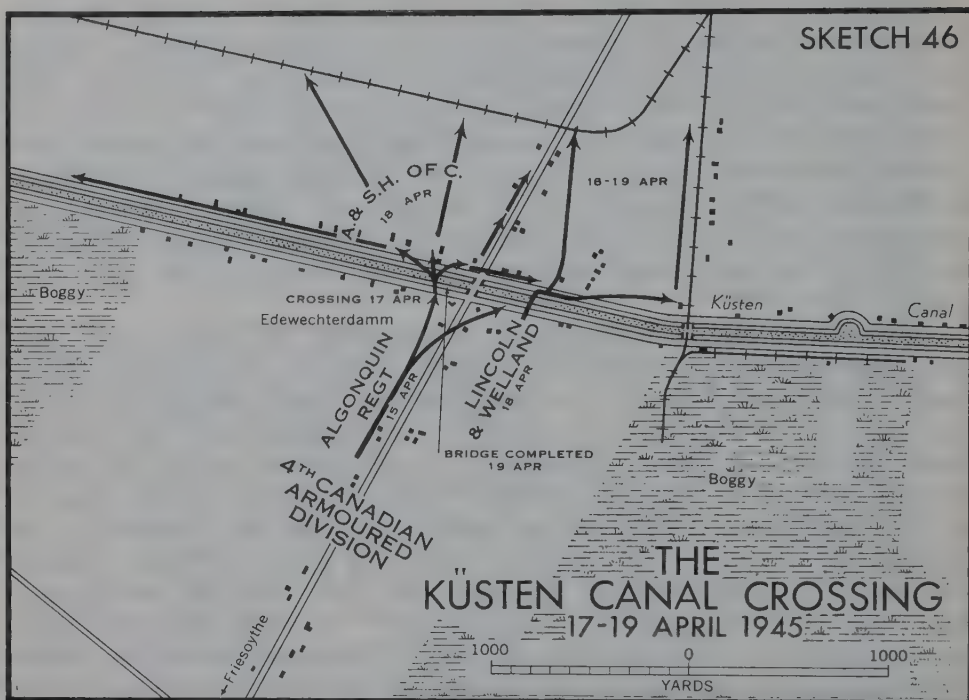 SKETCH 46
A. & S.H. OF C.
18 APR
16-19 APR
Boggy
CROSSING 17 APR
Edewechterdamm
Küsten
Canal
ALGONQUIN
REGT
15 APR
LINCOLN
& WELLAND
18 APR
BRIDGE COMPLETED
19 APR
Boggy
4TH CANADIAN
ARMOURED
DIVISION
Friesoythe
THE
KÜSTEN CANAL CROSSING
17-19 APRIL 1945
1000
0
1000
YARDS